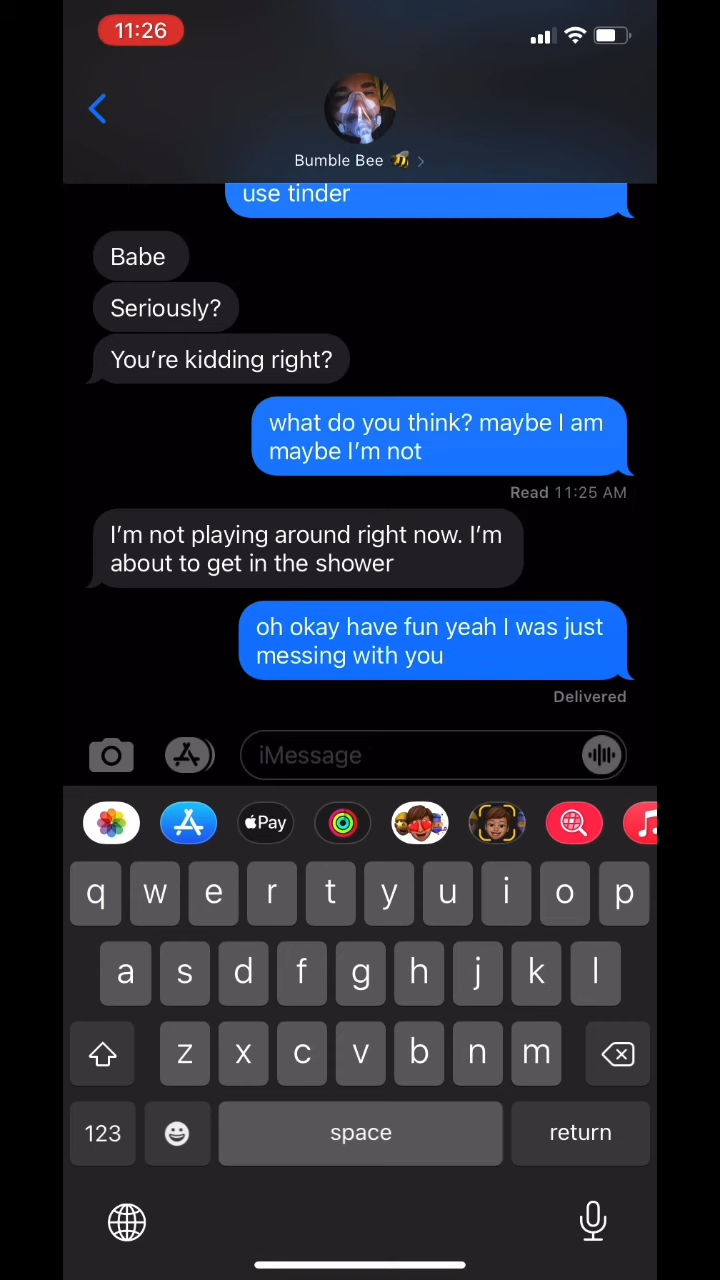 11:26
Bumble Bee 🐝 >
use tinder
Babe
Seriously?
You're kidding right?
what do you think? maybe I am
maybe I'm not
Read 11:25 AM
I'm not playing around right now. I'm
about to get in the shower
oh okay have fun yeah I was just
messing with you
Delivered
iMessage
Pay
q w e r t y u i o p
a s d f g h j k l
z x c v b n m
123 space return